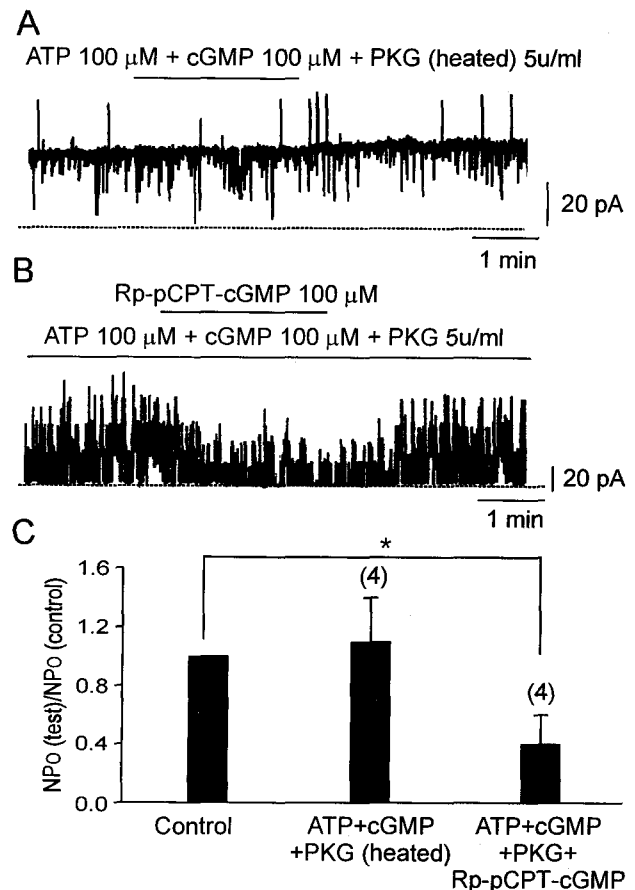 A
ATP 100 μM + cGMP 100 μM + PKG (heated) 5u/ml
20 pA
1 min
B
Rp-pCPT-cGMP 100 μM
ATP 100 μM + cGMP 100 μM + PKG 5u/ml
20 pA
1 min
C
NPo (test)/NPo (control)
1.6
1.2
0.8
0.4
0.0
*
(4)
(4)
Control
ATP+cGMP
+PKG (heated)
ATP+cGMP
+PKG+
Rp-pCPT-cGMP